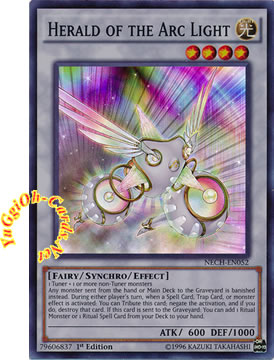 HERALD OF THE ARC LIGHT
YuGgiOh-Cards.Net
NECH-EN052
[FAIRY/SYNCHRO/EFFECT]
1 Tuner + 1 or more non-Tuner monsters
Any monster sent from the hand or Main Deck to the Graveyard is banished
instead. During either player's turn, when a Spell Card, Trap Card, or monster
effect is activated: You can Tribute this card; negate the activation, and if you
do, destroy that card. If this card is sent to the Graveyard: You can add 1 Ritual
Monster or 1 Ritual Spell Card from your Deck to your hand.
ATK/ 600 DEF/1000
79606837 1st Edition ©1996 KAZUKI TAKAHASHI